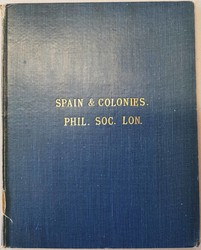 SPAIN & COLONIES.
PHIL. SOC. LON.